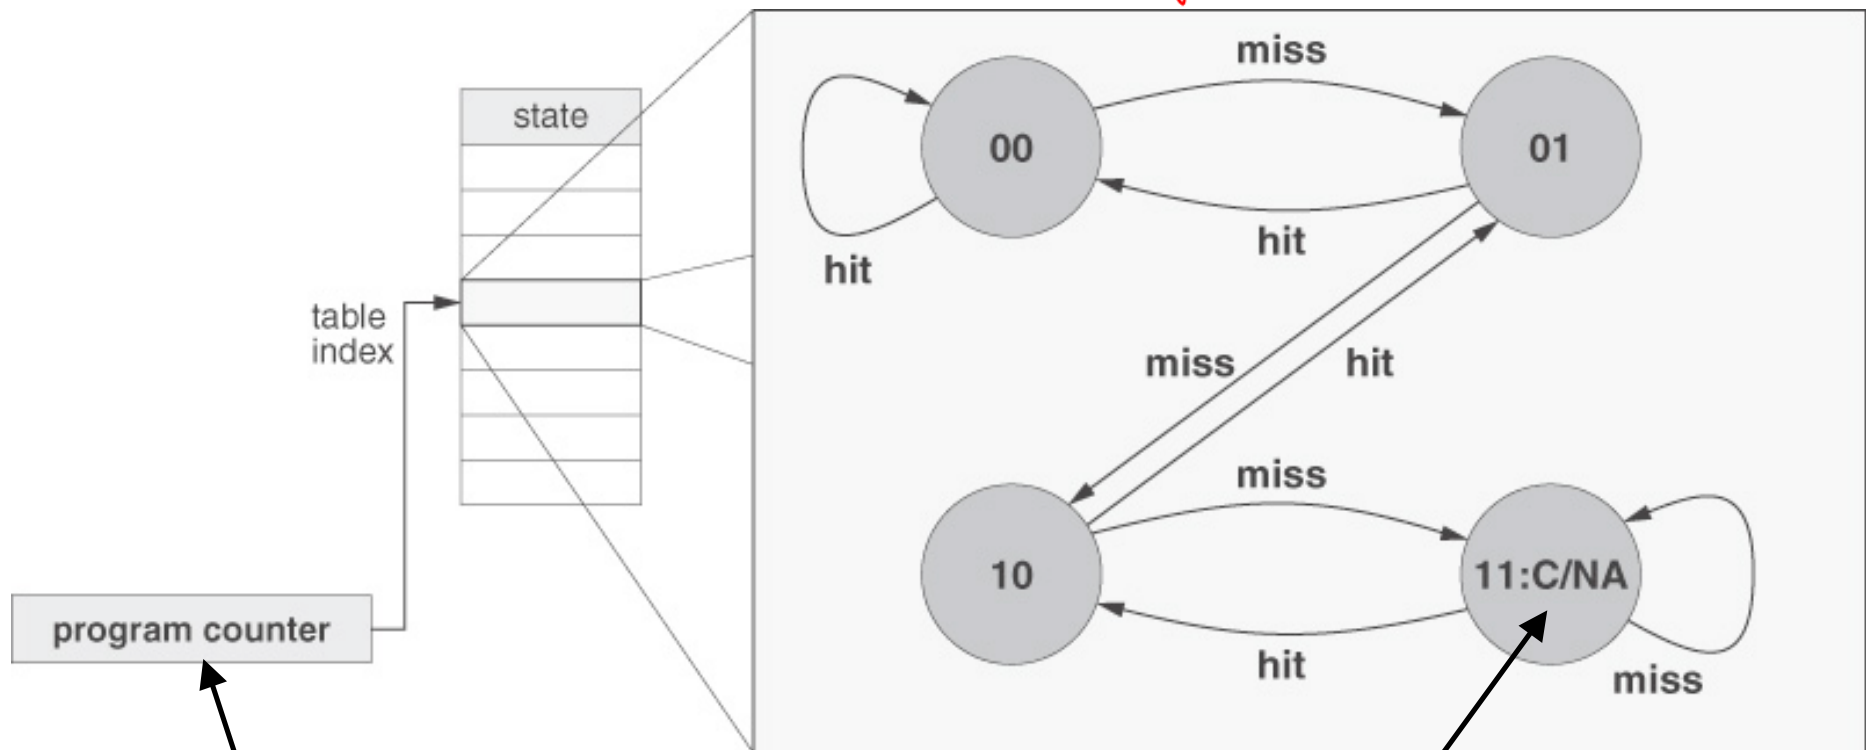 state
table
index
program counter
miss
00
01
hit
hit
miss
hit
miss
10
11:C/NA
hit
miss